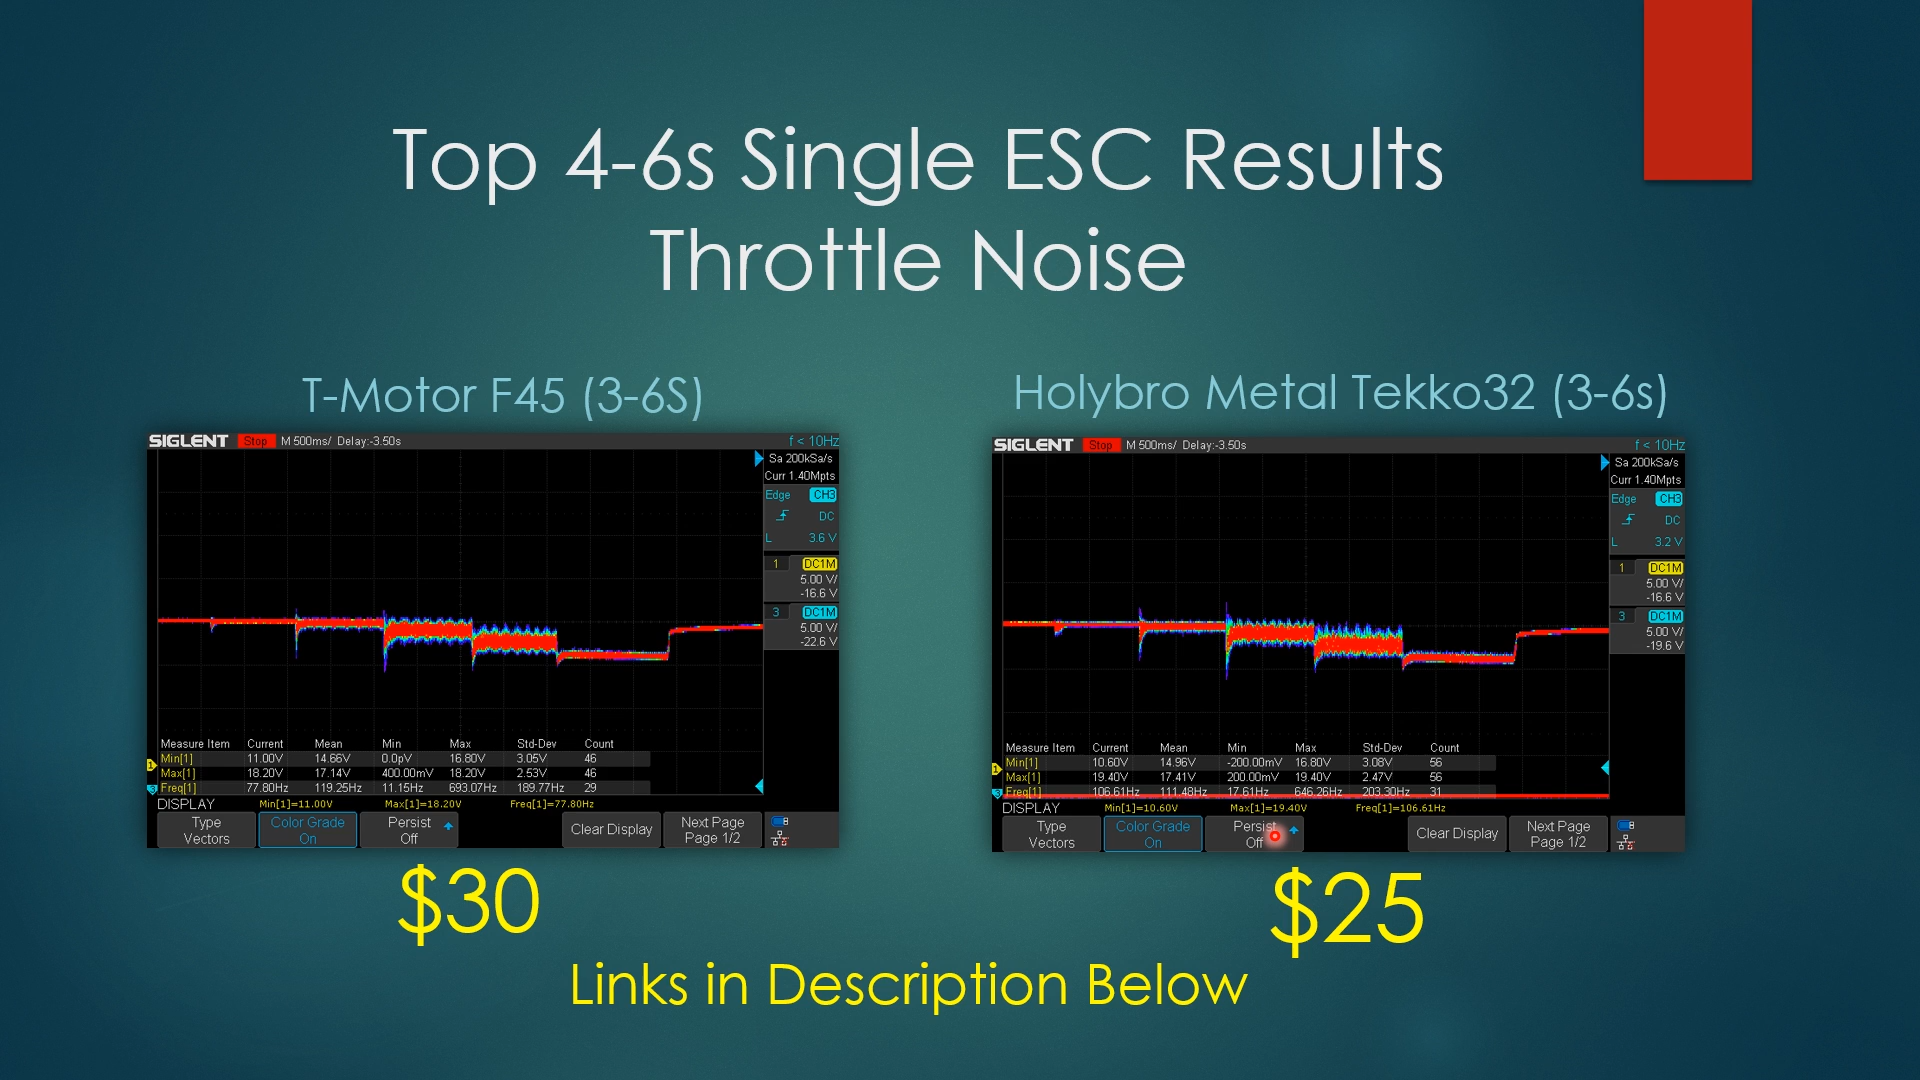 Top 4-6s Single ESC Results
Throttle Noise
T-Motor F45 (3-6S)
Holybro Metal Tekko32 (3-6s)
SIGLENT Stop M 500ms/ Delay:-3.50s f < 10Hz
Sa 200kSa/s
Curr 1.40Mpts
Edge CH3
DC
L 3.6 V
1 DC1M
5.00 V/
-16.6 V
3 DC1M
5.00 V/
-22.6 V
Measure Item Current Mean Min Max Std-Dev Count
Min[1] 11.00V 14.66V 0.0pV 16.80V 3.05V 46
Max[1] 18.20V 17.14V 400.00mV 18.20V 2.53V 46
Freq[1] 77.80Hz 119.25Hz 11.15Hz 693.07Hz 189.77Hz 29
DISPLAY Min[1]=11.00V Max[1]=18.20V Freq[1]=77.80Hz
Type Vectors
Color Grade On
Persist Off
Clear Display
Next Page Page 1/2
SIGLENT Stop M 500ms/ Delay:-3.50s f < 10Hz
Sa 200kSa/s
Curr 1.40Mpts
Edge CH3
DC
L 3.2 V
1 DC1M
5.00 V/
-16.6 V
3 DC1M
5.00 V/
-19.6 V
Measure Item Current Mean Min Max Std-Dev Count
Min[1] 10.60V 14.96V -200.00mV 16.80V 3.08V 56
Max[1] 19.40V 17.41V 200.00mV 19.40V 2.47V 56
Freq[1] 106.61Hz 111.48Hz 17.61Hz 646.26Hz 203.30Hz 31
DISPLAY Min[1]=10.60V Max[1]=19.40V Freq[1]=106.61Hz
Type Vectors
Color Grade On
Persist Off
Clear Display
Next Page Page 1/2
$30
$25
Links in Description Below